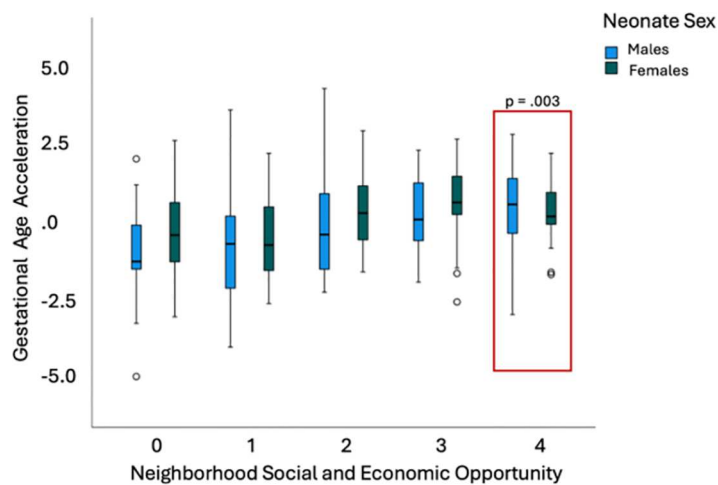 Neonate Sex
Males
Females
p = .003
5.0
2.5
.0
-2.5
-5.0
Gestational Age Acceleration
0 1 2 3 4
Neighborhood Social and Economic Opportunity